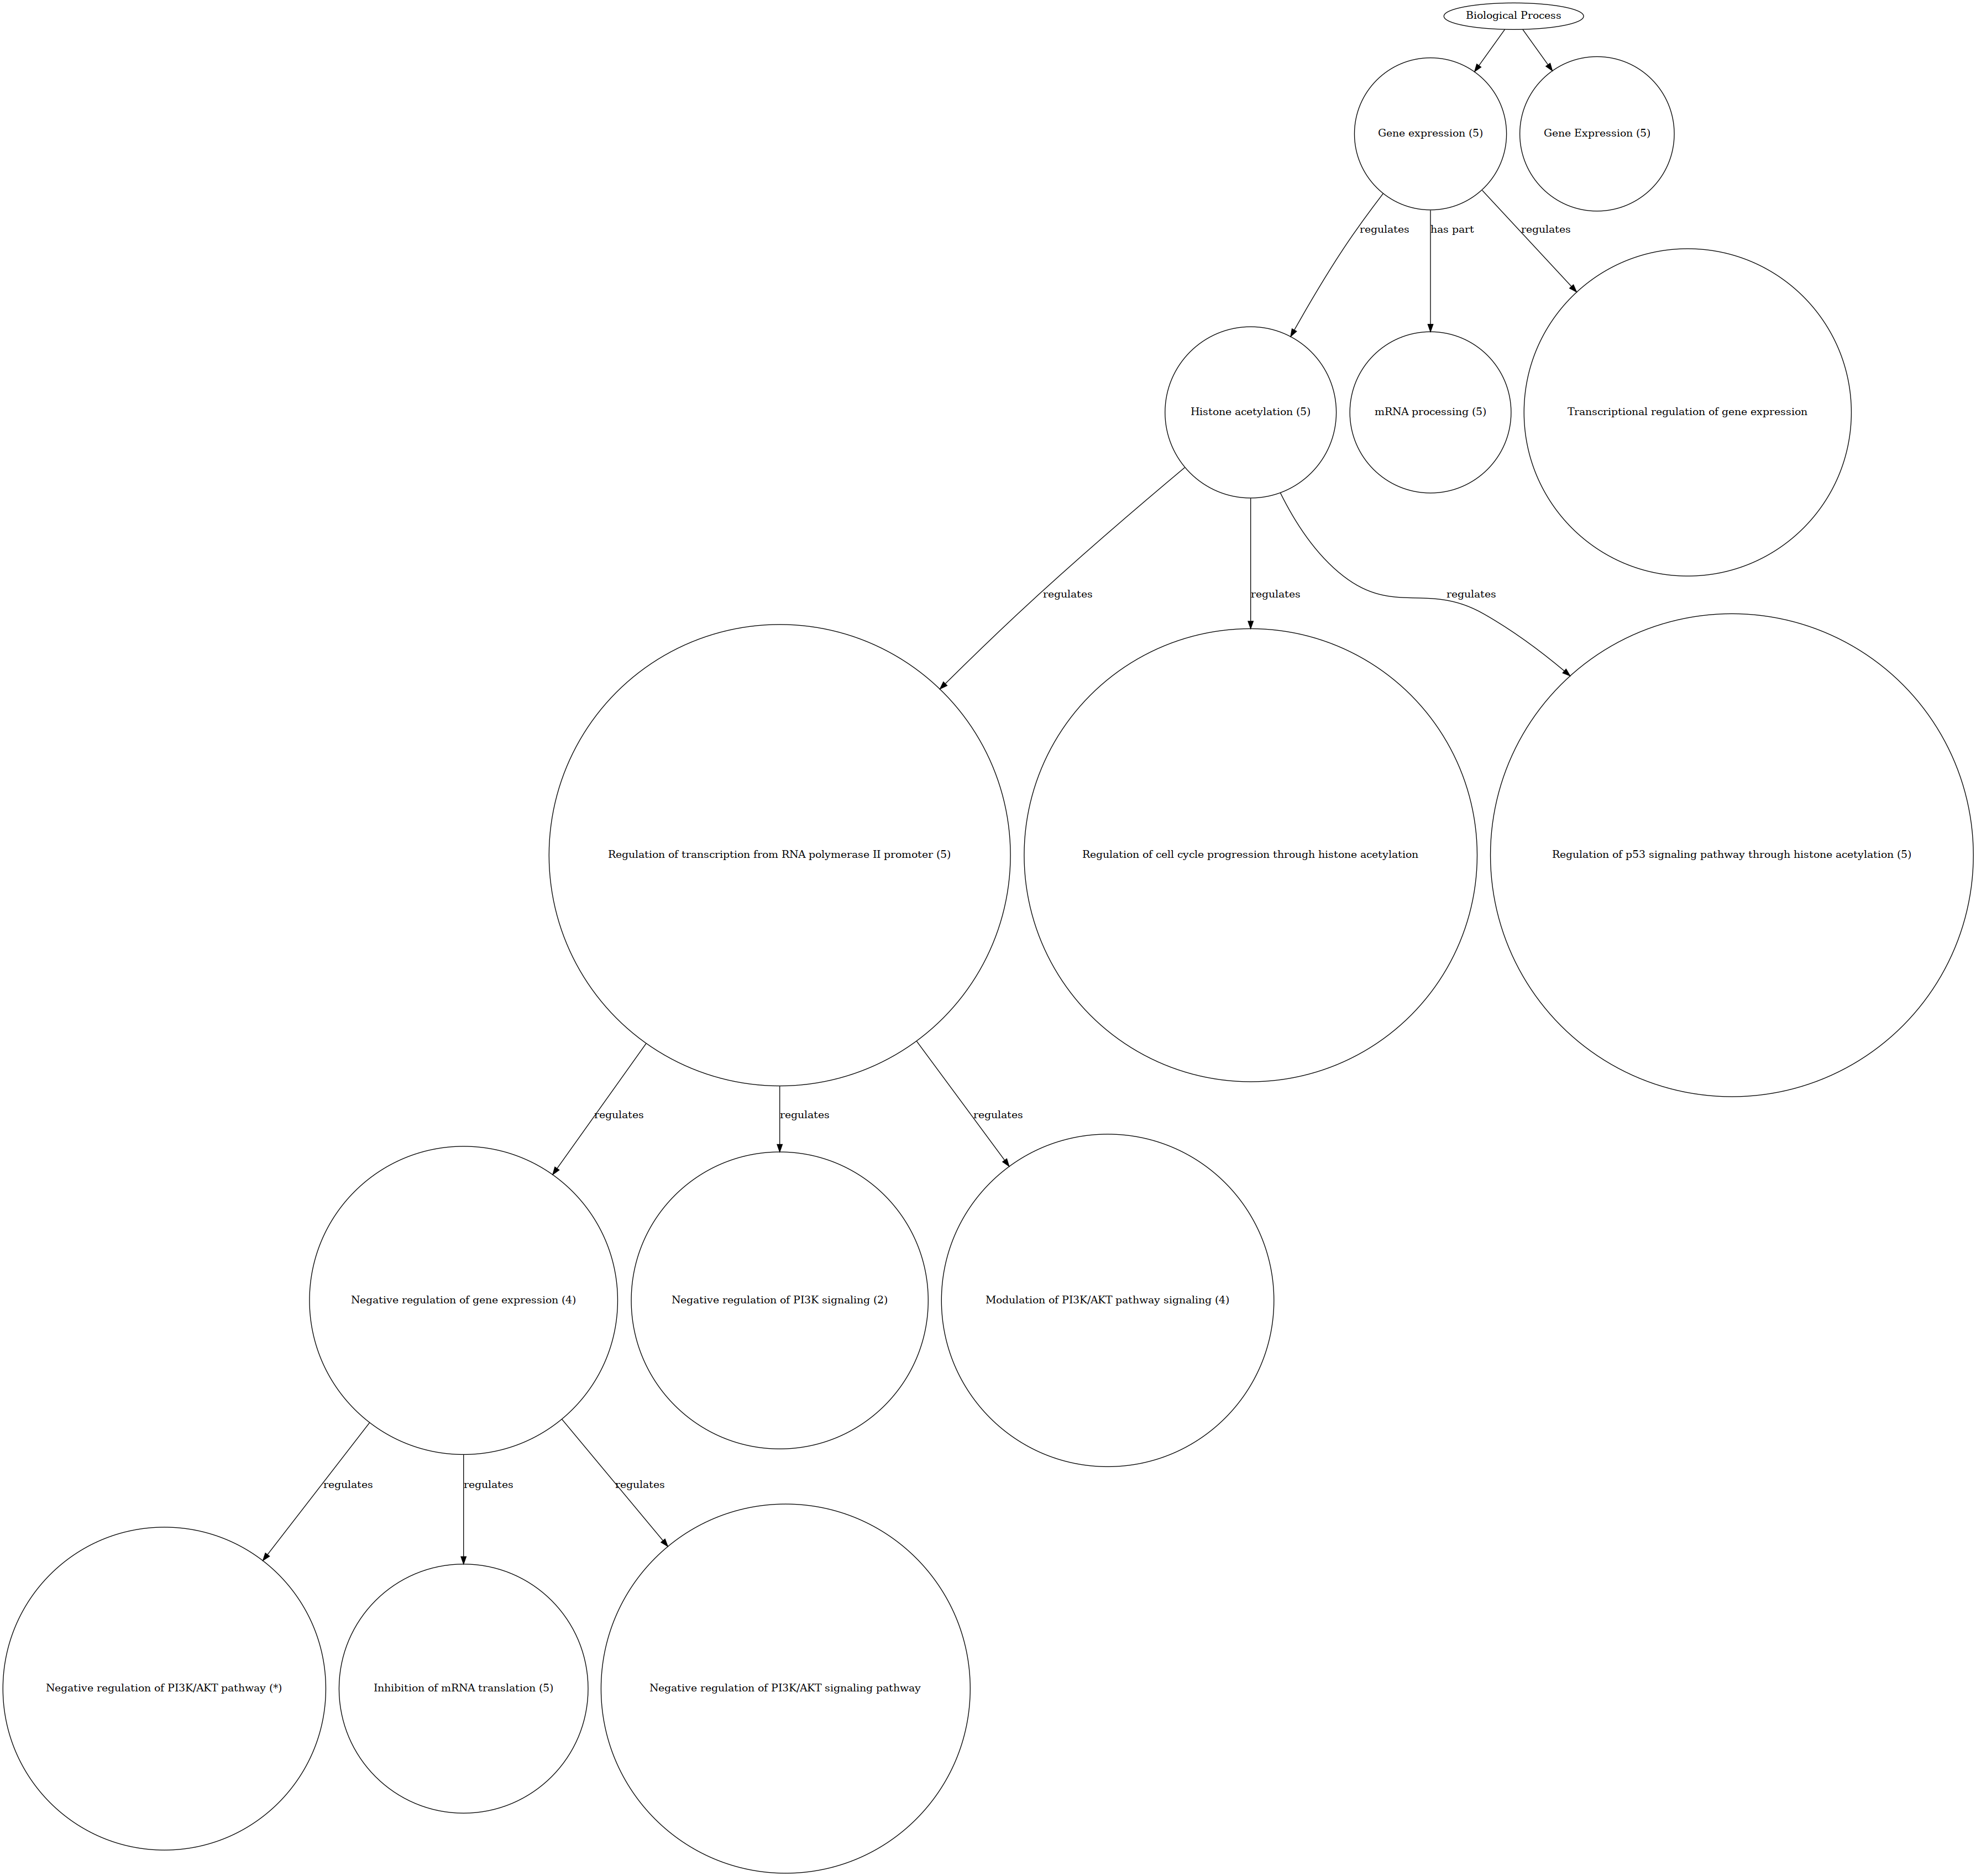 Biological Process
Gene expression (5)
Gene Expression (5)
regulates
has part
regulates
Histone acetylation (5)
mRNA processing (5)
Transcriptional regulation of gene expression
regulates
regulates
regulates
Regulation of transcription from RNA polymerase II promoter (5)
Regulation of cell cycle progression through histone acetylation
Regulation of p53 signaling pathway through histone acetylation (5)
regulates
regulates
regulates
Negative regulation of gene expression (4)
Negative regulation of PI3K signaling (2)
Modulation of PI3K/AKT pathway signaling (4)
regulates
regulates
regulates
Negative regulation of PI3K/AKT pathway (*)
Inhibition of mRNA translation (5)
Negative regulation of PI3K/AKT signaling pathway